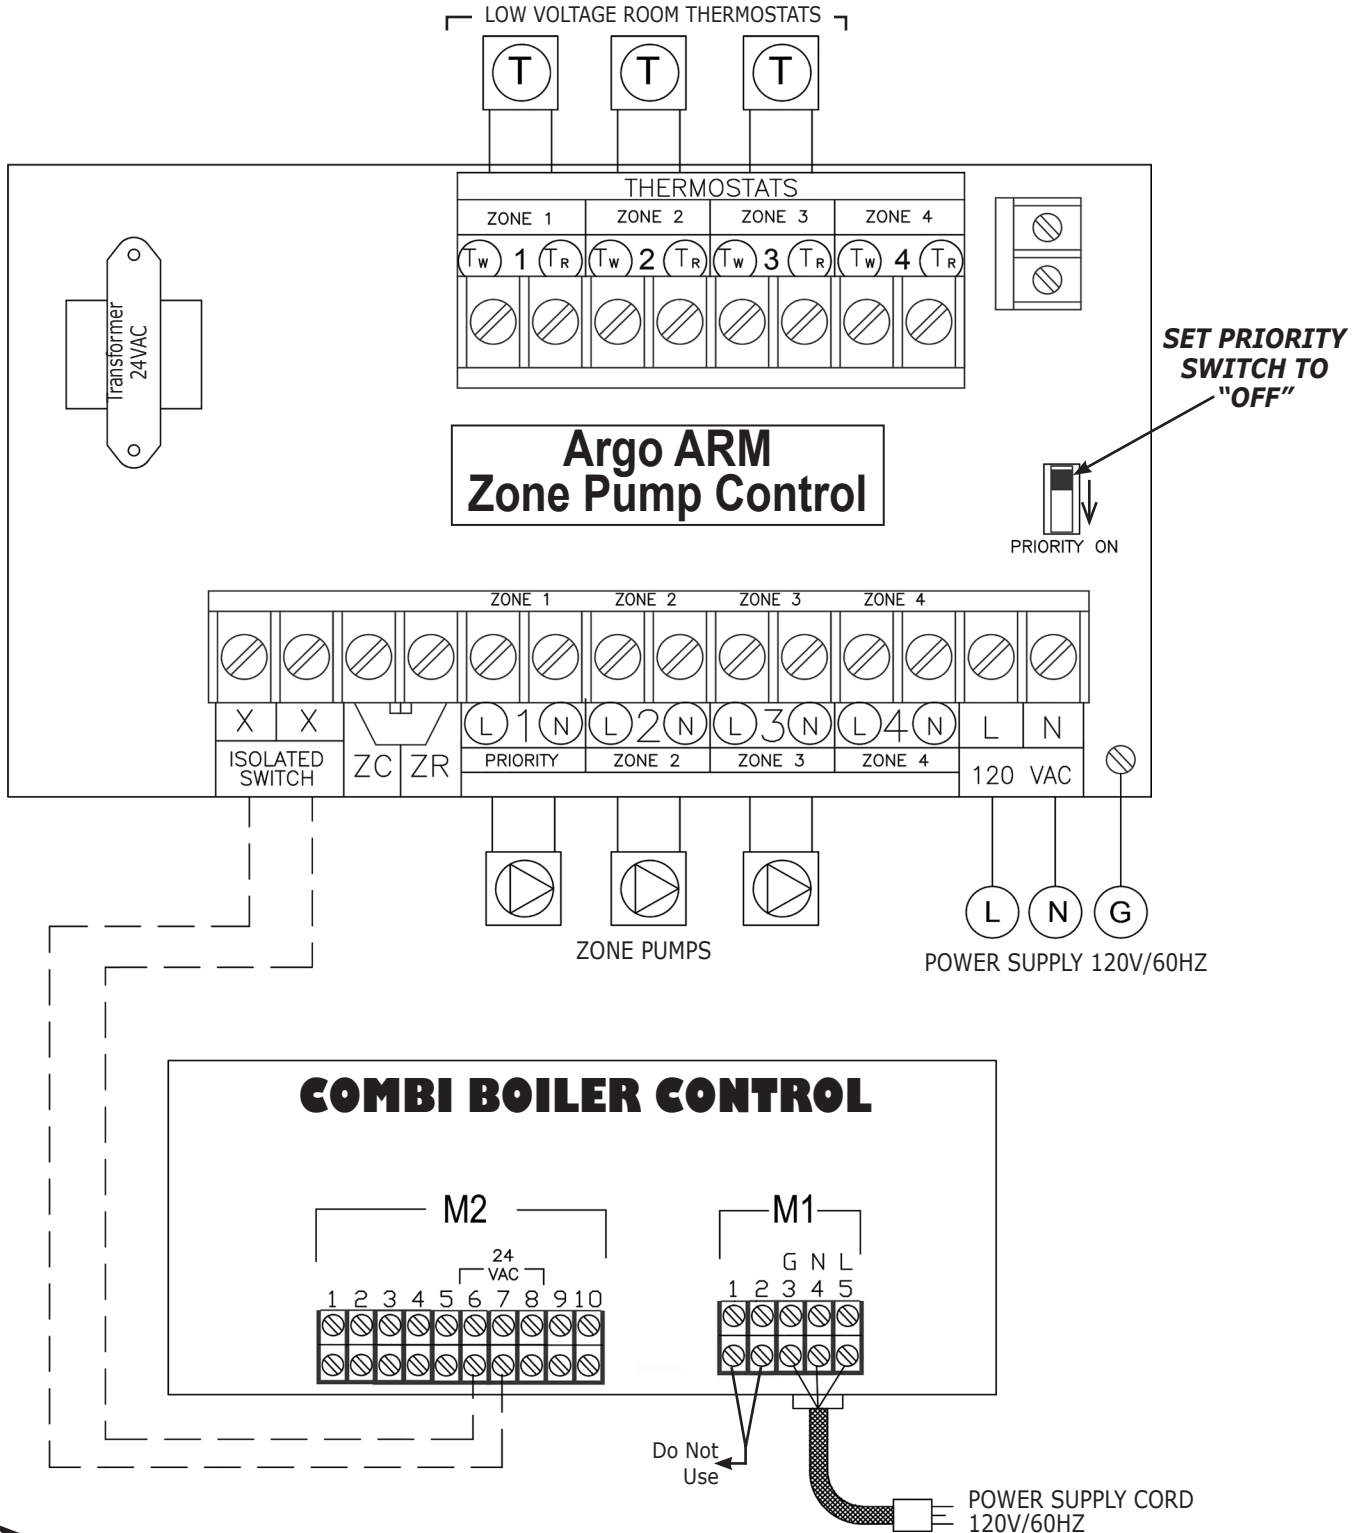 LOW VOLTAGE ROOM THERMOSTATS
T T T
THERMOSTATS
ZONE 1 ZONE 2 ZONE 3 ZONE 4
TW 1 TR TW 2 TR TW 3 TR TW 4 TR
Transformer
24VAC
SET PRIORITY
SWITCH TO
“OFF”
Argo ARM
Zone Pump Control
PRIORITY ON
ZONE 1 ZONE 2 ZONE 3 ZONE 4
X X L 1 N L 2 N L 3 N L 4 N L N
ISOLATED
SWITCH
ZC ZR
PRIORITY ZONE 2 ZONE 3 ZONE 4
120 VAC
L N G
ZONE PUMPS
POWER SUPPLY 120V/60HZ
COMBI BOILER CONTROL
M2 M1
24
VAC
G N L
1 2 3 4 5 6 7 8 9 10
1 2 3 4 5
Do Not
Use
POWER SUPPLY CORD
120V/60HZ